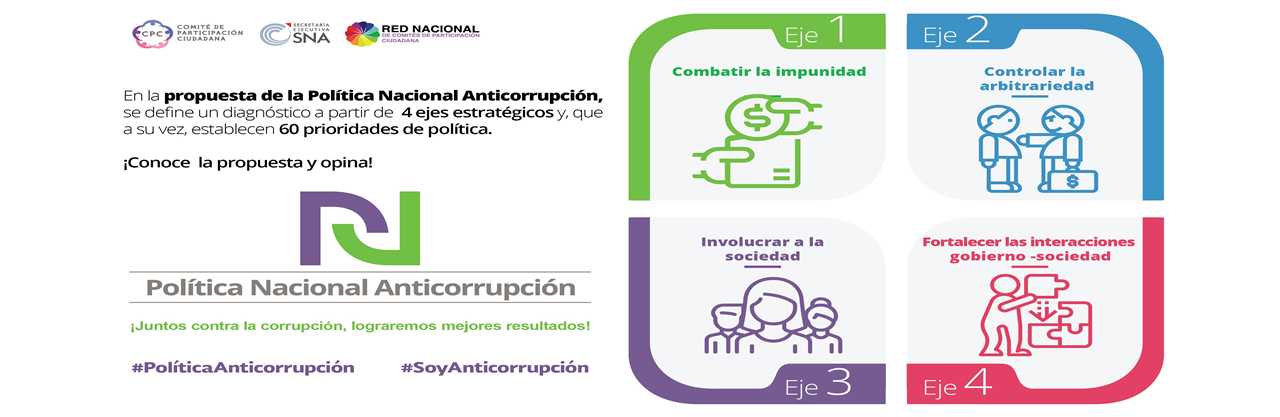 CPC
COMITÉ DE
PARTICIPACIÓN
CIUDADANA
SECRETARÍA
EJECUTIVA
SNA
RED NACIONAL
DE COMITÉS DE PARTICIPACIÓN
CIUDADANA
En la propuesta de la Política Nacional Anticorrupción,
se define un diagnóstico a partir de 4 ejes estratégicos y, que
a su vez, establecen 60 prioridades de política.
¡Conoce la propuesta y opina!
Política Nacional Anticorrupción
¡Juntos contra la corrupción, lograremos mejores resultados!
#PolíticaAnticorrupción #SoyAnticorrupción
Eje 1
Combatir la impunidad
$
Eje 2
Controlar la
arbitrariedad
$
Involucrar a la
sociedad
Eje 3
Fortalecer las interacciones
gobierno -sociedad
Eje 4